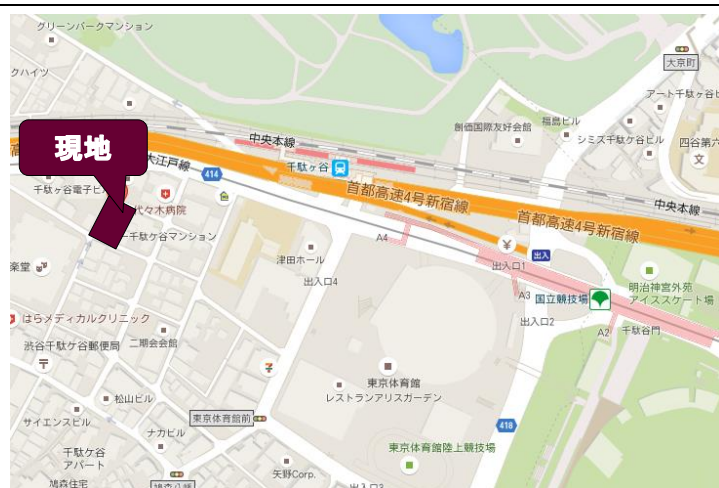 グリーンパークマンション
大京町
クハイツ
アート千駄ヶ谷ビ
創価国際友好会館
福島ビル
シミズ千駄ケ谷ビル
四谷第六
文
中央本線
現地
大江戸線
414
千駄ケ谷
首都高速4号新宿線
首都高速4号新宿線
中央本線
千駄ヶ谷電子ビ
代々木病院
千駄ケ谷マンション
A4
¥
出入
津田ホール
出入口4
出入口1
楽堂
A3
国立競技場
明治神宮外苑
アイススケート場
はらメディカルクリニック
出入口2
A2
千駄谷門
渋谷千駄ケ谷郵便局
二期会会館
〒
東京体育館
レストランアリスガーデン
松山ビル
サイエンスビル
東京体育館前
418
ナカビル
千駄ケ谷
アパート
東京体育館陸上競技場
矢野Corp.
鳩森住宅
鳩森八幡
出入口3